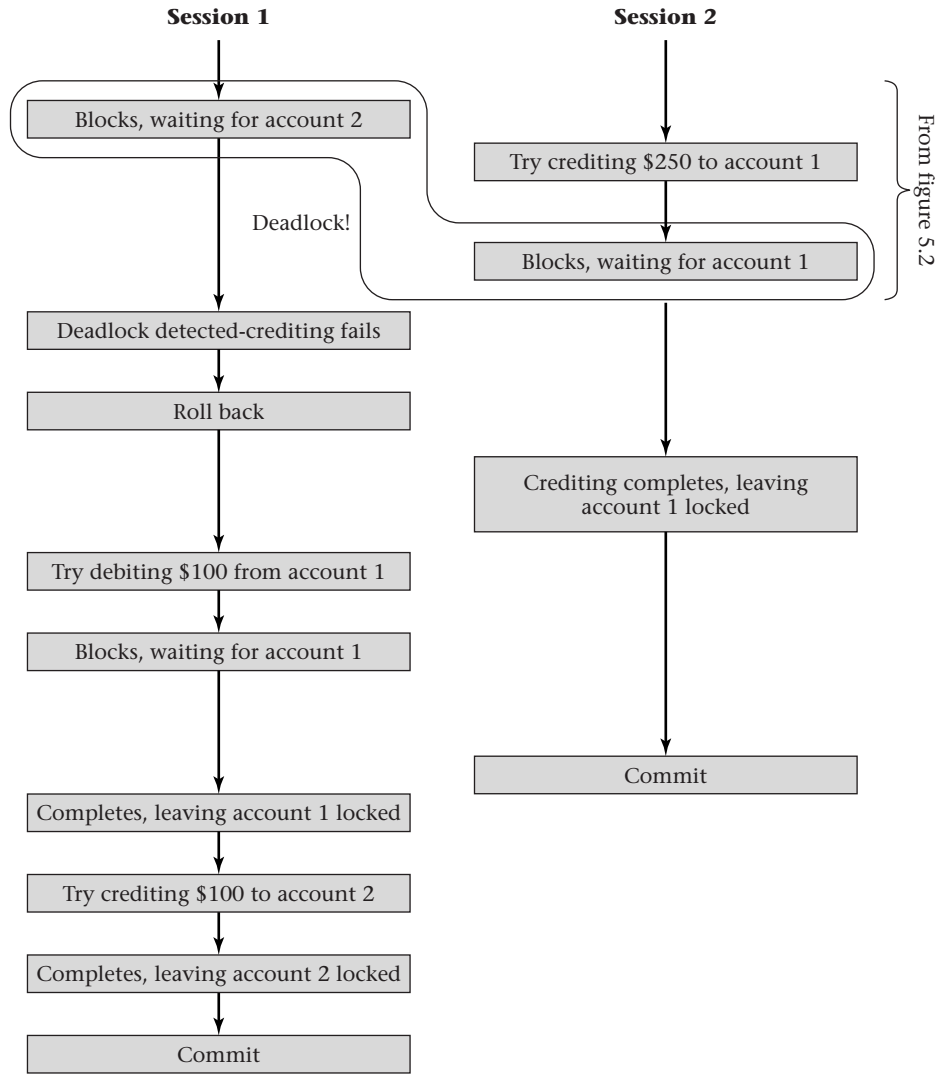 Session 1
Session 2
Blocks, waiting for account 2
Try crediting $250 to account 1
From figure 5.2
Deadlock!
Blocks, waiting for account 1
Deadlock detected-crediting fails
Roll back
Crediting completes, leaving
account 1 locked
Try debiting $100 from account 1
Blocks, waiting for account 1
Commit
Completes, leaving account 1 locked
Try crediting $100 to account 2
Completes, leaving account 2 locked
Commit